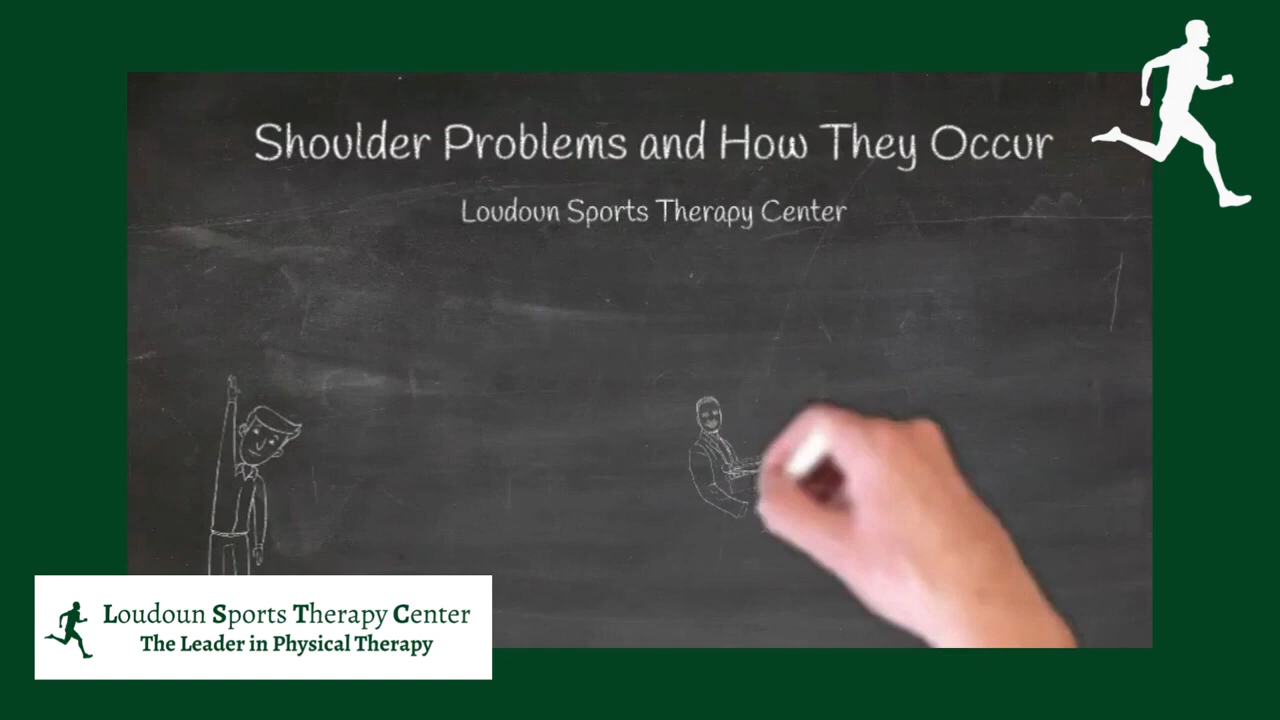 Shoulder Problems and How They Occur
Loudoun Sports Therapy Center
Loudoun Sports Therapy Center
The Leader in Physical Therapy